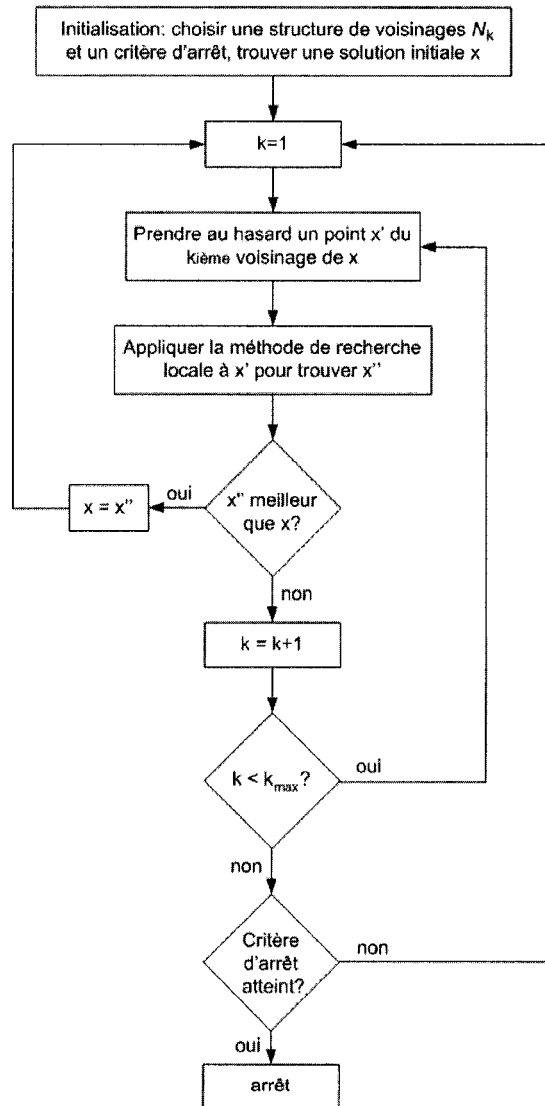 Initialisation: choisir une structure de voisinages Nk
et un critère d'arrêt, trouver une solution initiale x
k=1
Prendre au hasard un point x' du
kième voisinage de x
Appliquer la méthode de recherche
locale à x' pour trouver x''
x = x''
oui
x'' meilleur
que x?
non
k = k+1
k < kmax?
oui
non
Critère
d'arrêt
atteint?
non
oui
arrêt